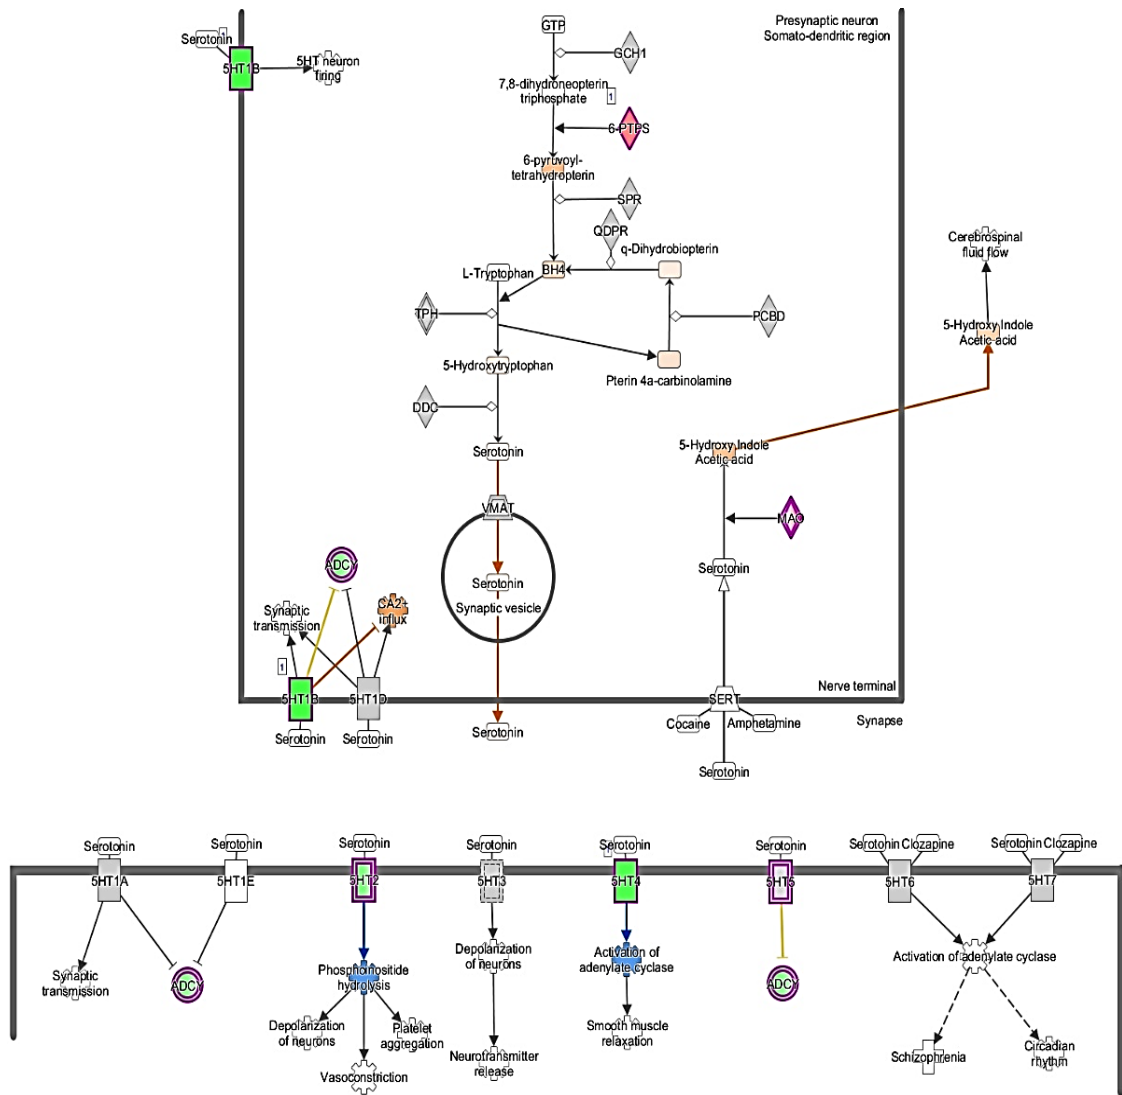 Presynaptic neuron
Somato-dendritic region
Serotonin
1
5HT1B
5HT neuron
firing
GTP
GCH1
7,8-dihydroneopterin
triphosphate
1
6-PTPS
6-pyruvoyl-
tetrahydropterin
SPR
QDPR
q-Dihydrobiopterin
L-Tryptophan
BH4
TPH
PCBD
5-Hydroxytryptophan
Pterin 4a-carbinolamine
DDC
Serotonin
VMAT
Serotonin
Synaptic vesicle
Serotonin
Cerebrospinal
fluid flow
5-Hydroxy Indole
Acetic acid
5-Hydroxy Indole
Acetic acid
MAO
Serotonin
SERT
Cocaine
Amphetamine
Serotonin
Nerve terminal
Synapse
ADCY
CA2+
influx
Synaptic
transmission
1
5HT1B
5HT1D
Serotonin
Serotonin
Serotonin
Serotonin
Serotonin
Serotonin
Serotonin
Serotonin
Serotonin Clozapine
Serotonin Clozapine
5HT1A
5HT1E
5HT2
5HT3
5HT4
5HT5
5HT6
5HT7
Synaptic
transmission
ADCY
Phosphoinositide
hydrolysis
Depolarization
of neurons
Platelet
aggregation
Vasoconstriction
Depolarization
of neurons
Neurotransmitter
release
Activation of
adenylate cyclase
Smooth muscle
relaxation
ADCY
Activation of adenylate cyclase
Schizophrenia
Circadian
rhythm